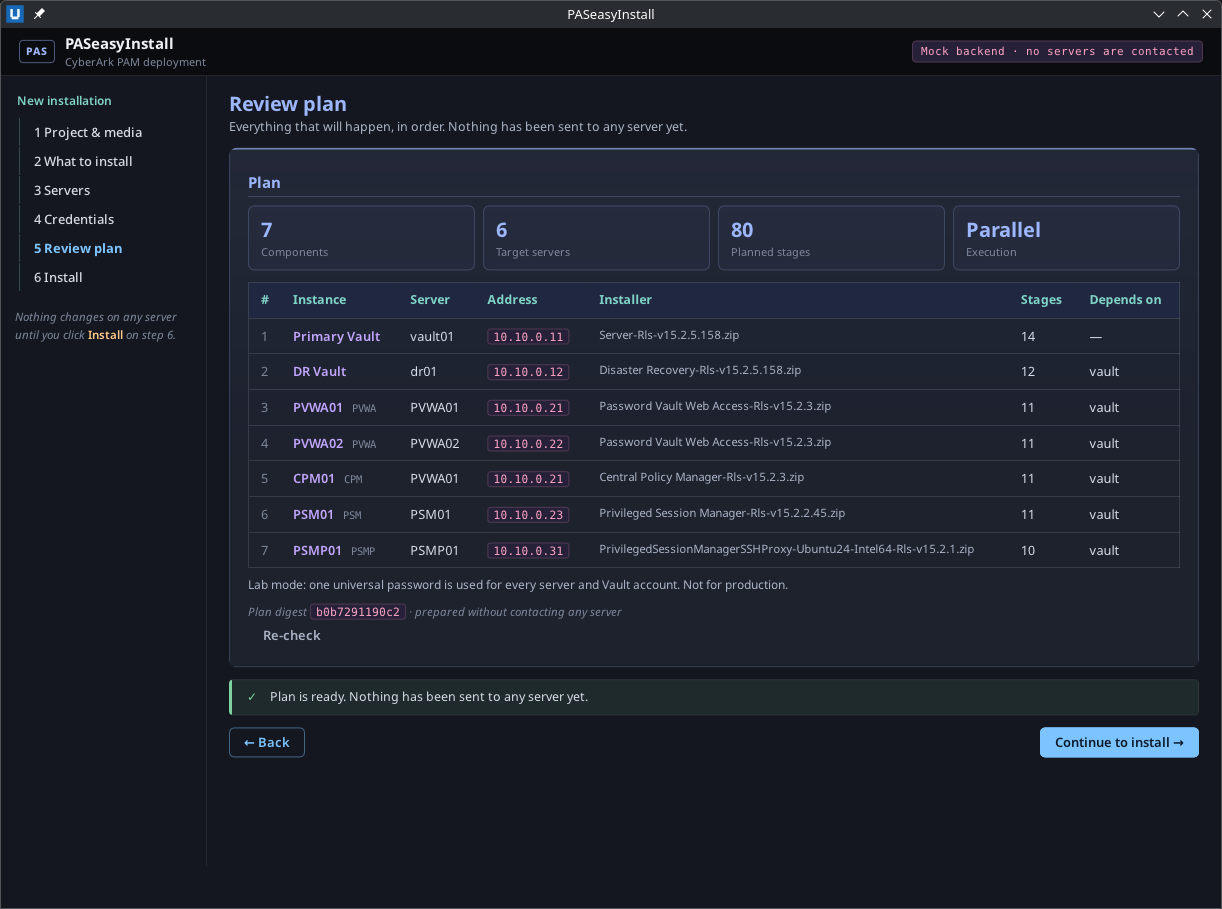 PASeasyInstall
PAS
PASeasyInstall
CyberArk PAM deployment
Mock backend · no servers are contacted
New installation
1 Project & media
2 What to install
3 Servers
4 Credentials
5 Review plan
6 Install
Nothing changes on any server
until you click Install on step 6.
Review plan
Everything that will happen, in order. Nothing has been sent to any server yet.
Plan
7
Components
6
Target servers
80
Planned stages
Parallel
Execution
# Instance Server Address Installer Stages Depends on
1 Primary Vault vault01 10.10.0.11 Server-Rls-v15.2.5.158.zip 14 —
2 DR Vault dr01 10.10.0.12 Disaster Recovery-Rls-v15.2.5.158.zip 12 vault
3 PVWA01 PVWA PVWA01 10.10.0.21 Password Vault Web Access-Rls-v15.2.3.zip 11 vault
4 PVWA02 PVWA PVWA02 10.10.0.22 Password Vault Web Access-Rls-v15.2.3.zip 11 vault
5 CPM01 CPM PVWA01 10.10.0.21 Central Policy Manager-Rls-v15.2.3.zip 11 vault
6 PSM01 PSM PSM01 10.10.0.23 Privileged Session Manager-Rls-v15.2.2.45.zip 11 vault
7 PSMP01 PSMP PSMP01 10.10.0.31 PrivilegedSessionManagerSSHProxy-Ubuntu24-Intel64-Rls-v15.2.1.zip 10 vault
Lab mode: one universal password is used for every server and Vault account. Not for production.
Plan digest b0b7291190c2 · prepared without contacting any server
Re-check
✓ Plan is ready. Nothing has been sent to any server yet.
← Back
Continue to install →